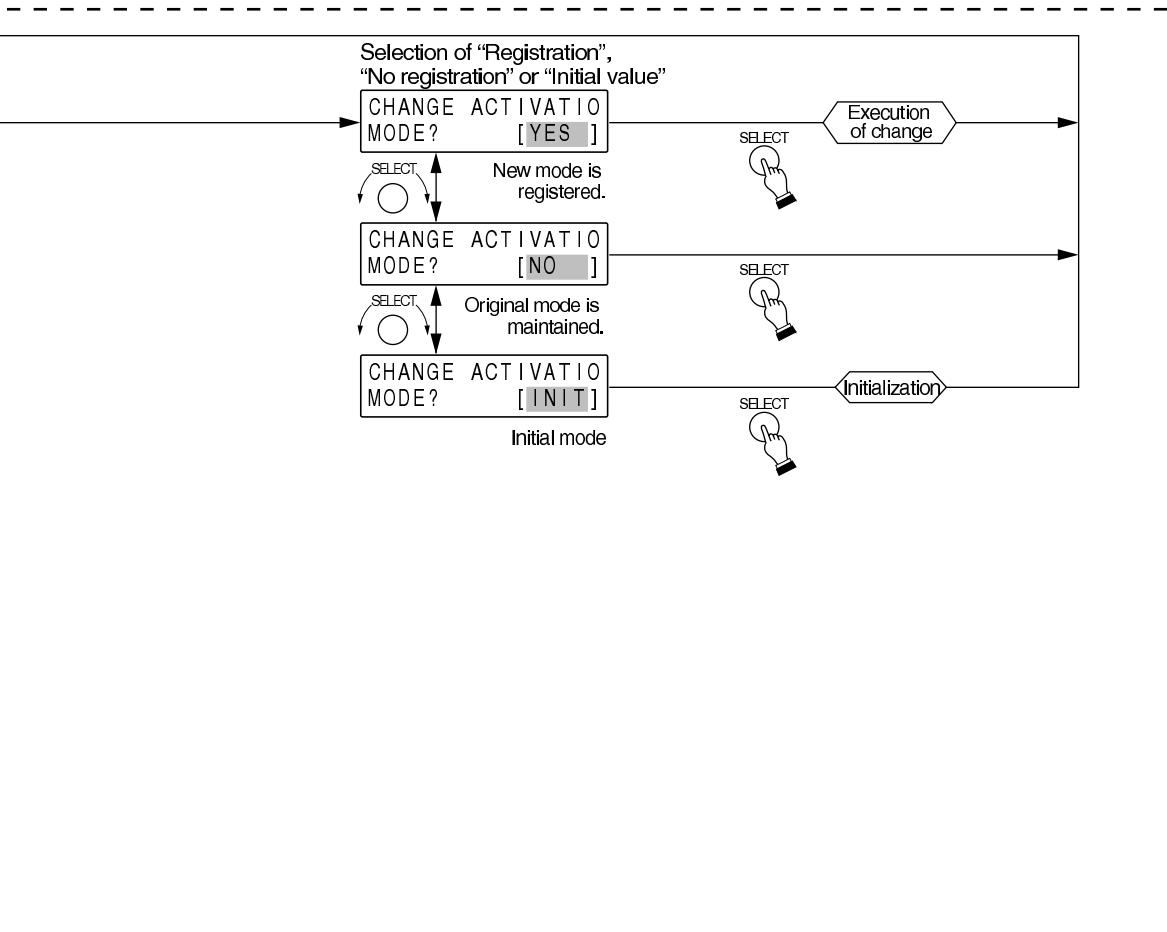 Selection of “Registration”,
“No registration” or “Initial value”
CHANGE ACTIVATIO
MODE? [YES ]
Execution
of change
SELECT
SELECT
New mode is
registered.
CHANGE ACTIVATIO
MODE? [NO ]
SELECT
SELECT
Original mode is
maintained.
CHANGE ACTIVATIO
MODE? [INIT]
Initialization
SELECT
Initial mode